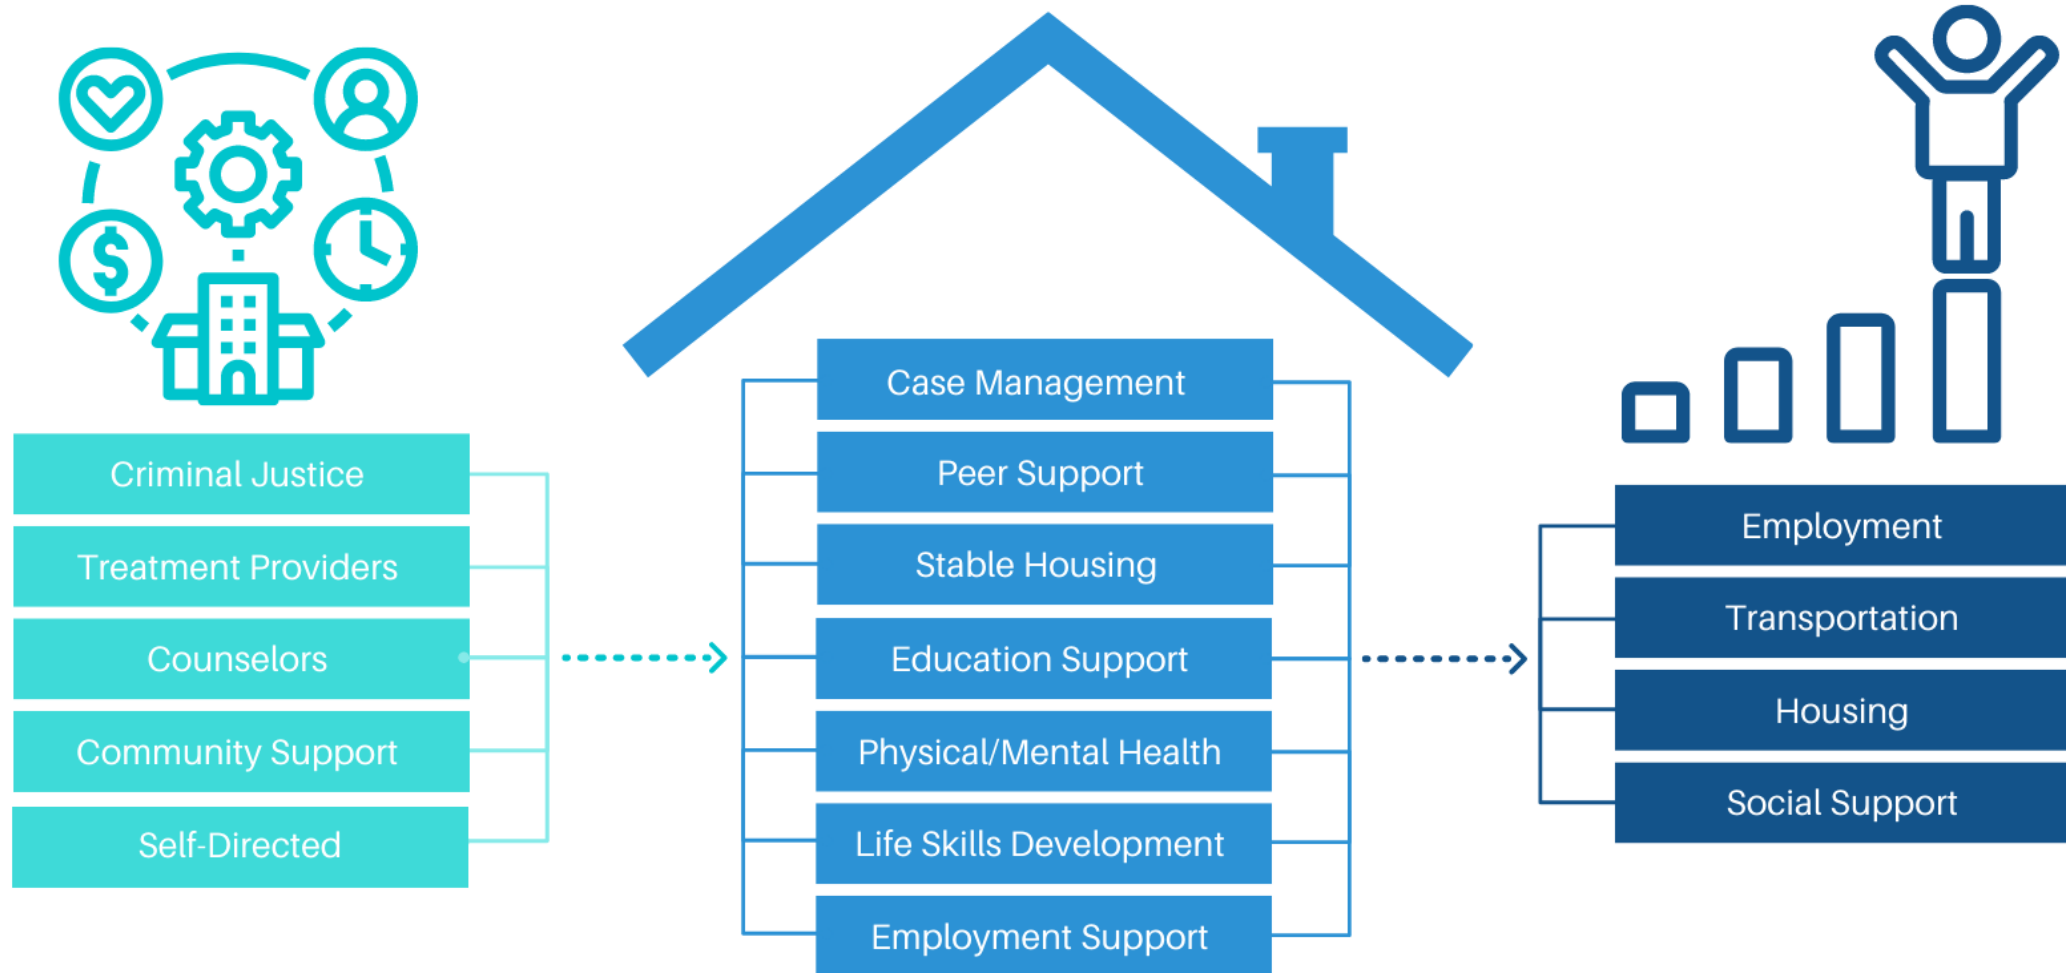 Criminal Justice
Treatment Providers
Counselors
Community Support
Self-Directed
Case Management
Peer Support
Stable Housing
Education Support
Physical/Mental Health
Life Skills Development
Employment Support
Employment
Transportation
Housing
Social Support
$